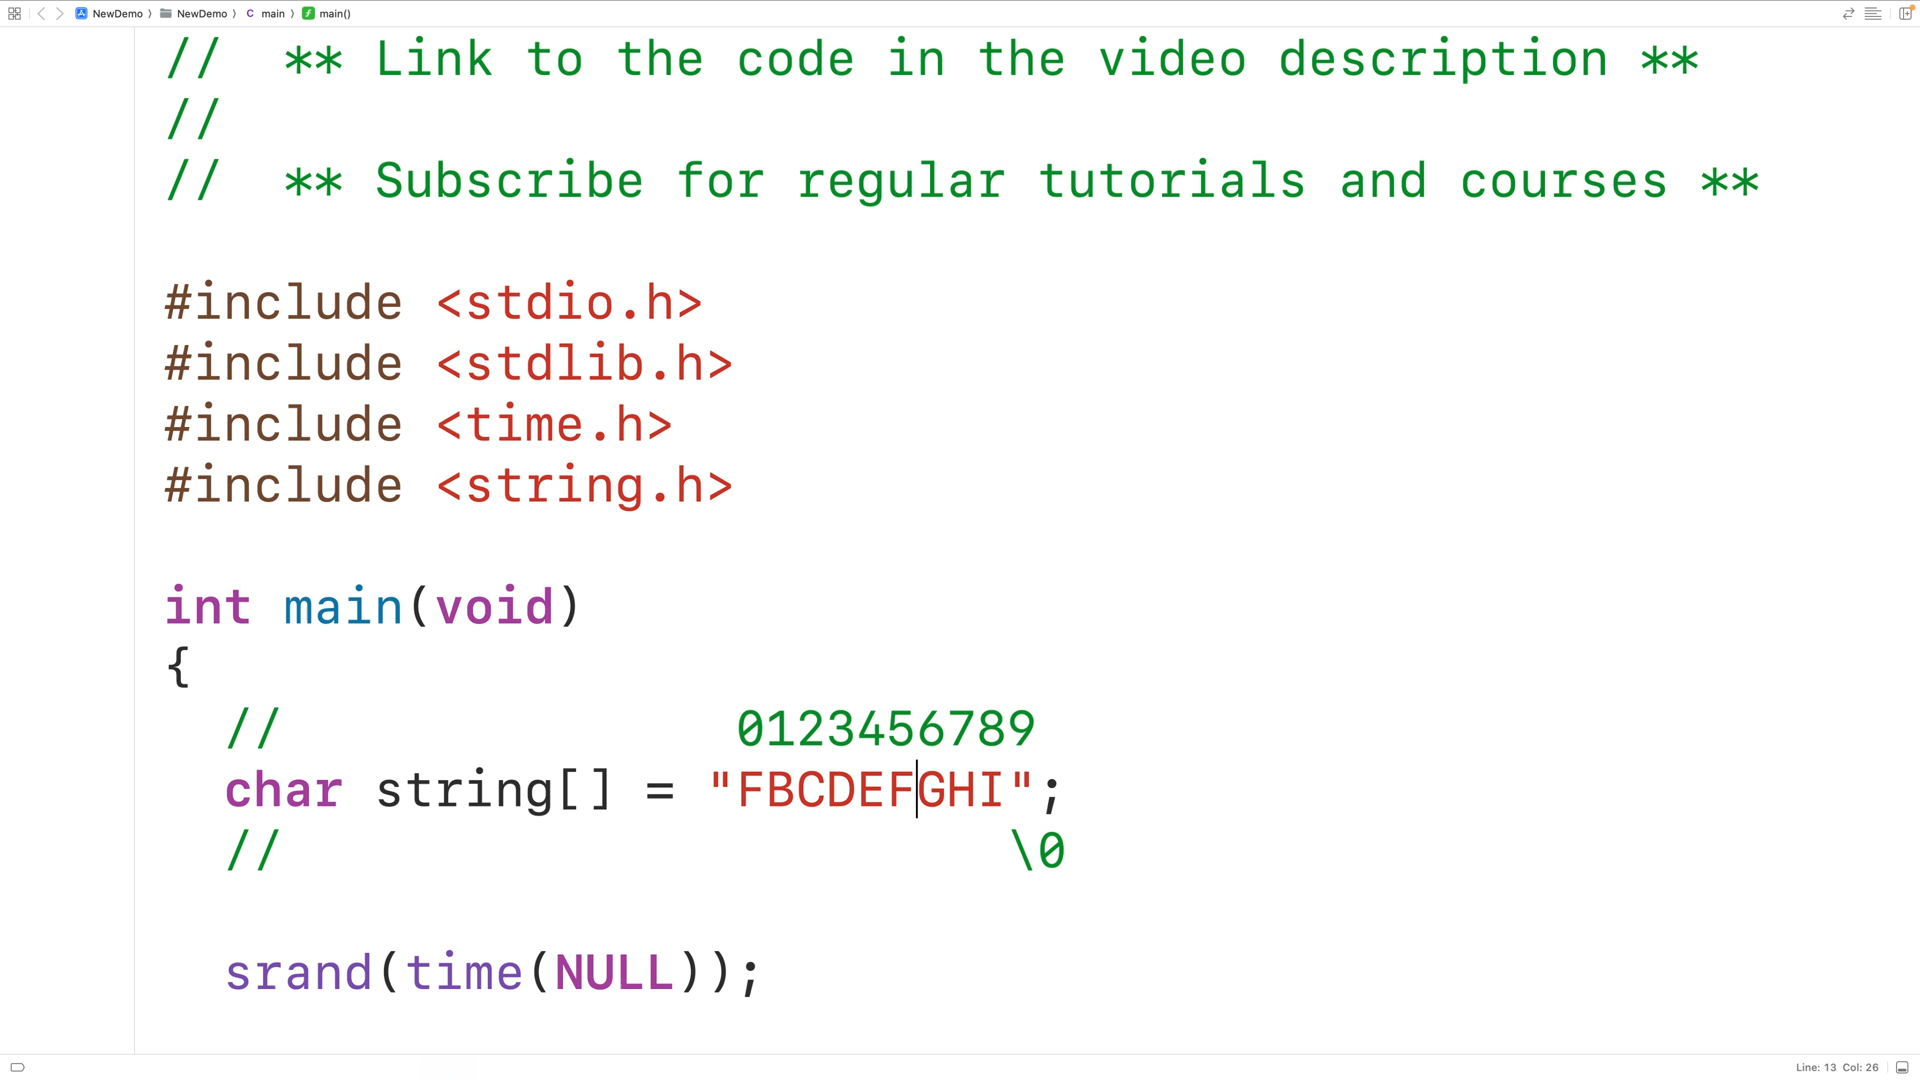 NewDemo 〉 NewDemo 〉 C main 〉 f main()
//  ** Link to the code in the video description **
//
//  ** Subscribe for regular tutorials and courses **
#include <stdio.h>
#include <stdlib.h>
#include <time.h>
#include <string.h>
int main(void)
{
  //               0123456789
  char string[] = "FBCDEFGHI";
  //                        \0
  srand(time(NULL));
Line: 13 Col: 26